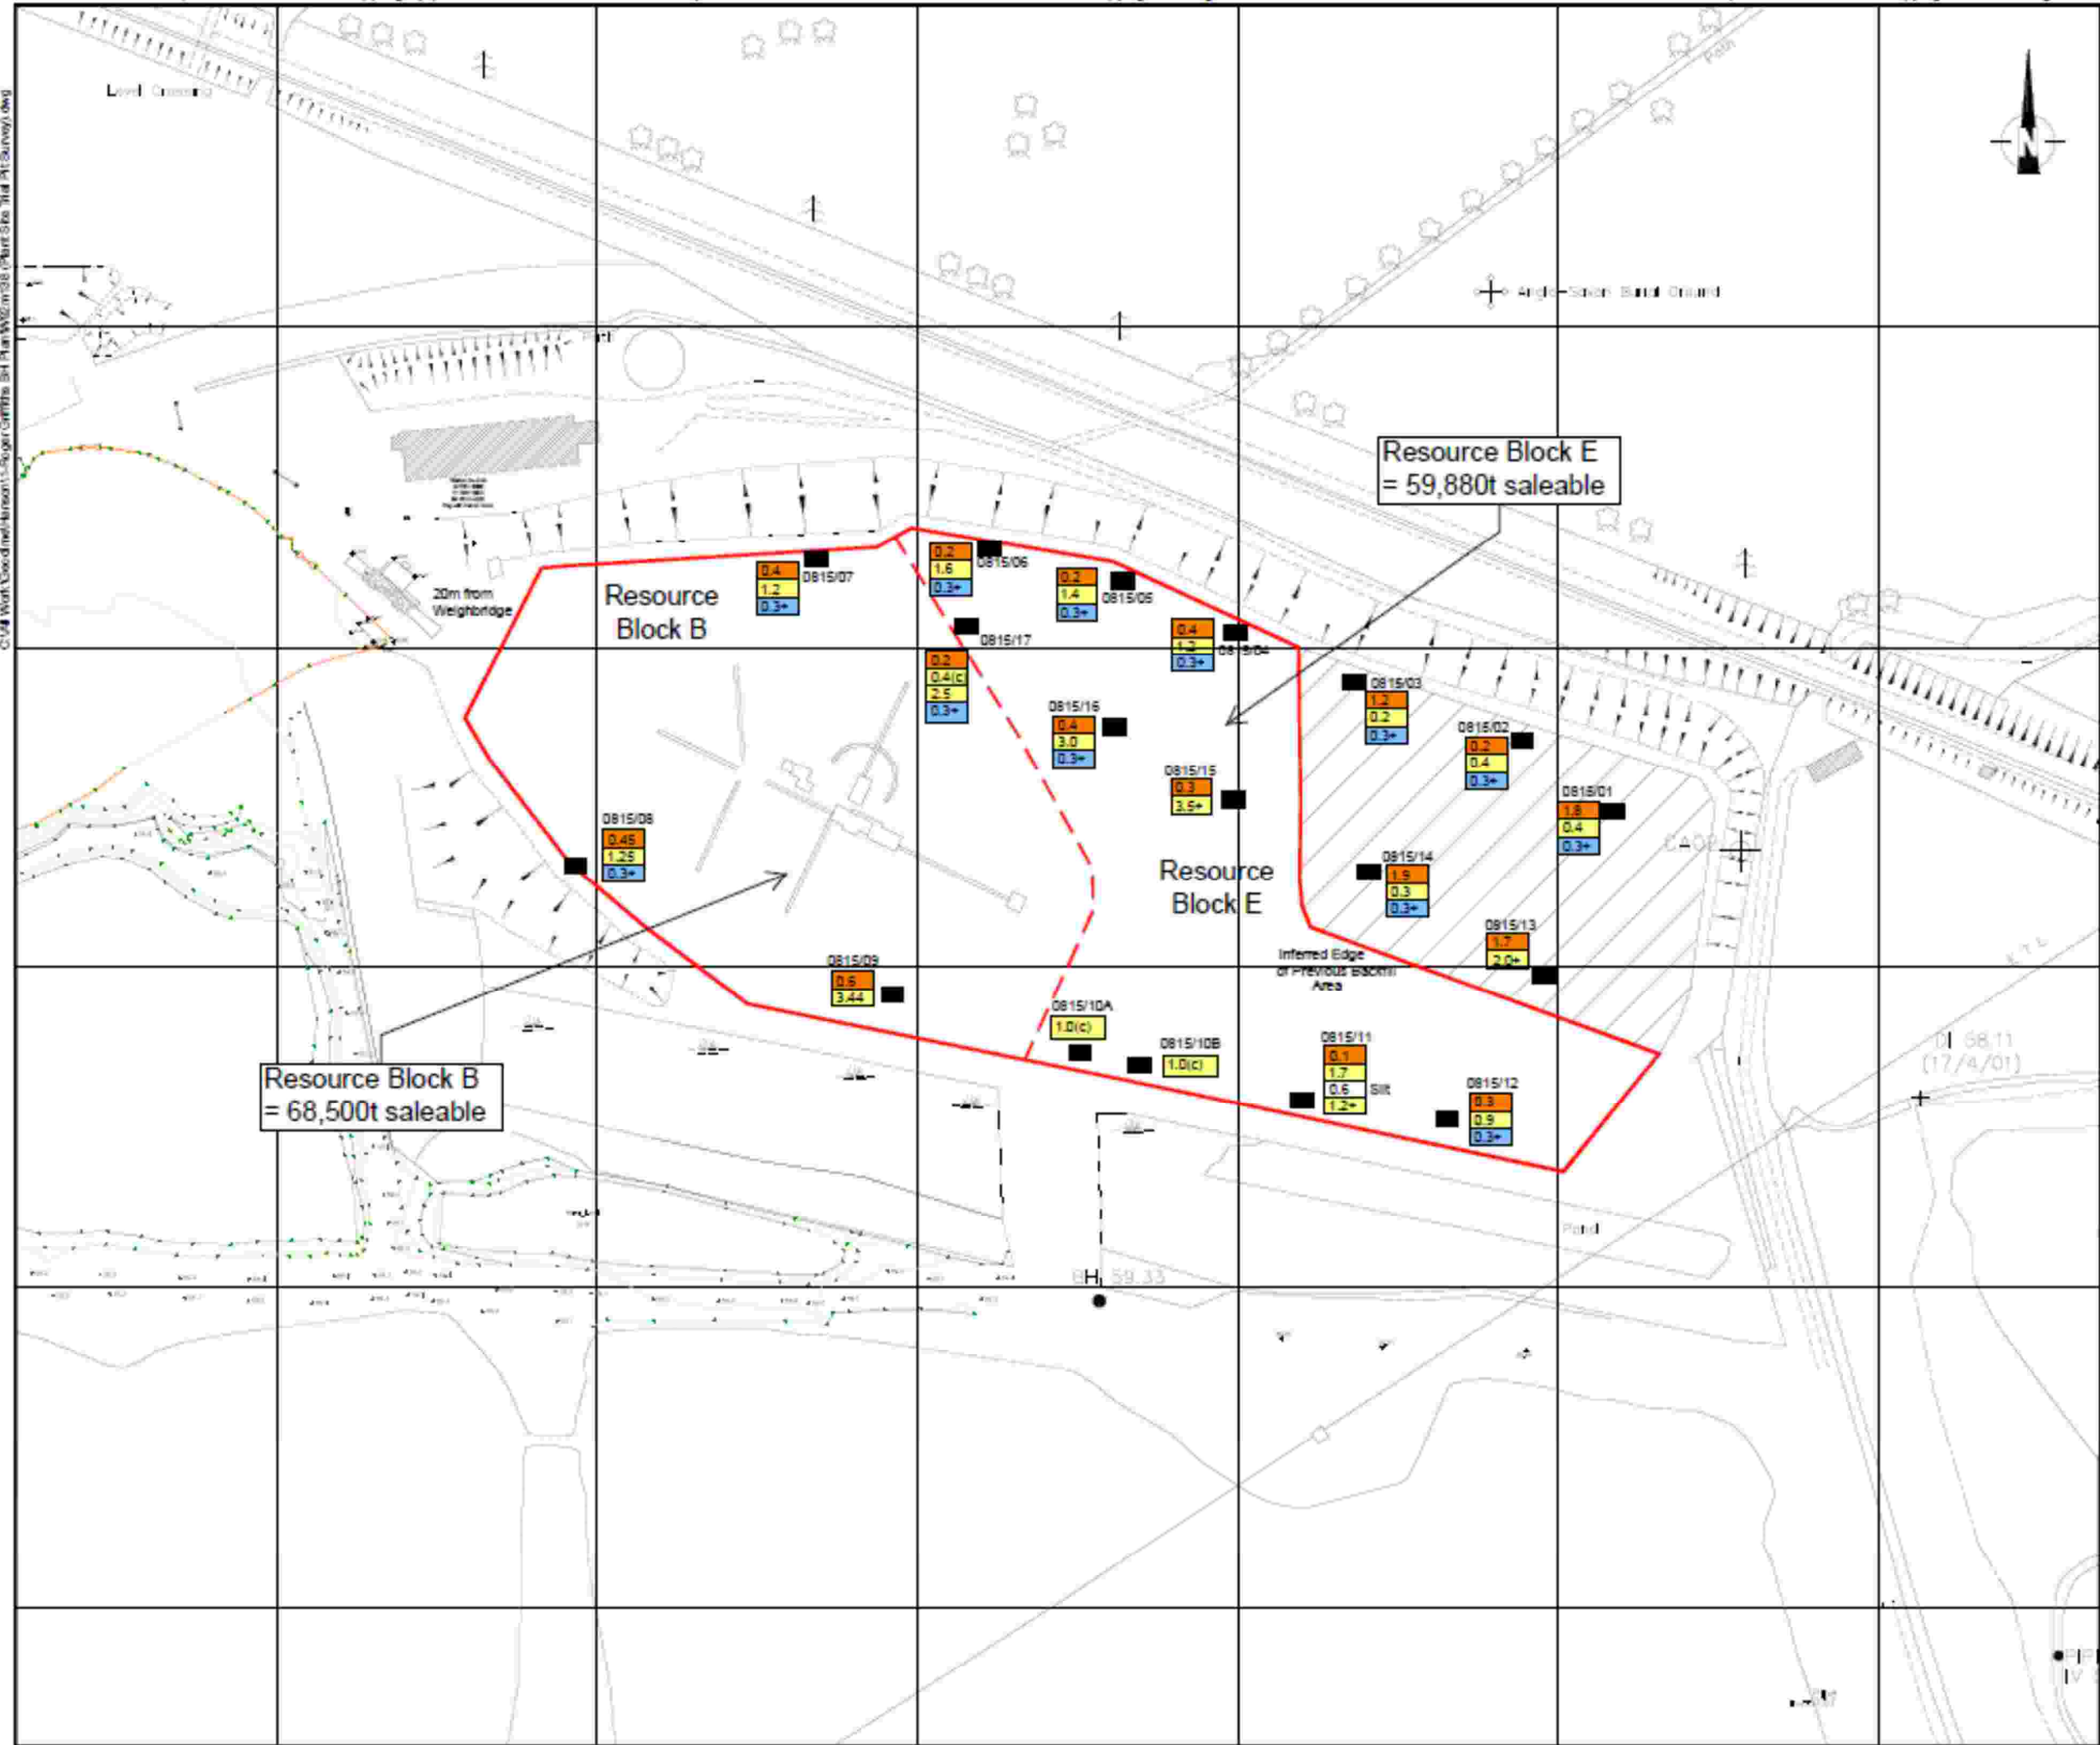 Level Crossing
Path
Anglo-Saxon Burial Ground
Resource Block E
= 59,880t saleable
20m from
Weighbridge
Resource
Block B
0815/07
0.4
1.2
0.3+
0815/06
0.2
1.6
0.3+
0815/05
0.2
1.4
0.3+
0815/04
0.4
1.2
0.3+
0815/17
0.2
0.4(c)
2.5
0.3+
0815/03
1.2
0.2
0.3+
0815/16
0.4
3.0
0.3+
0815/02
0.2
0.4
0.3+
0815/15
0.3
3.5+
0815/01
1.8
0.4
0.3+
0815/08
0.45
1.25
0.3+
Resource
Block E
0815/14
1.9
0.3
0.3+
0815/13
1.7
2.0+
Inferred Edge
of Previous Backfill
Area
0815/09
0.6
3.44
0815/10A
1.0(c)
0815/10B
1.0(c)
0815/11
0.1
1.7
0.6 Silt
1.2+
0815/12
0.3
0.9
0.3+
Resource Block B
= 68,500t saleable
68.11
(17/4/01)
Pond
BH 59.33